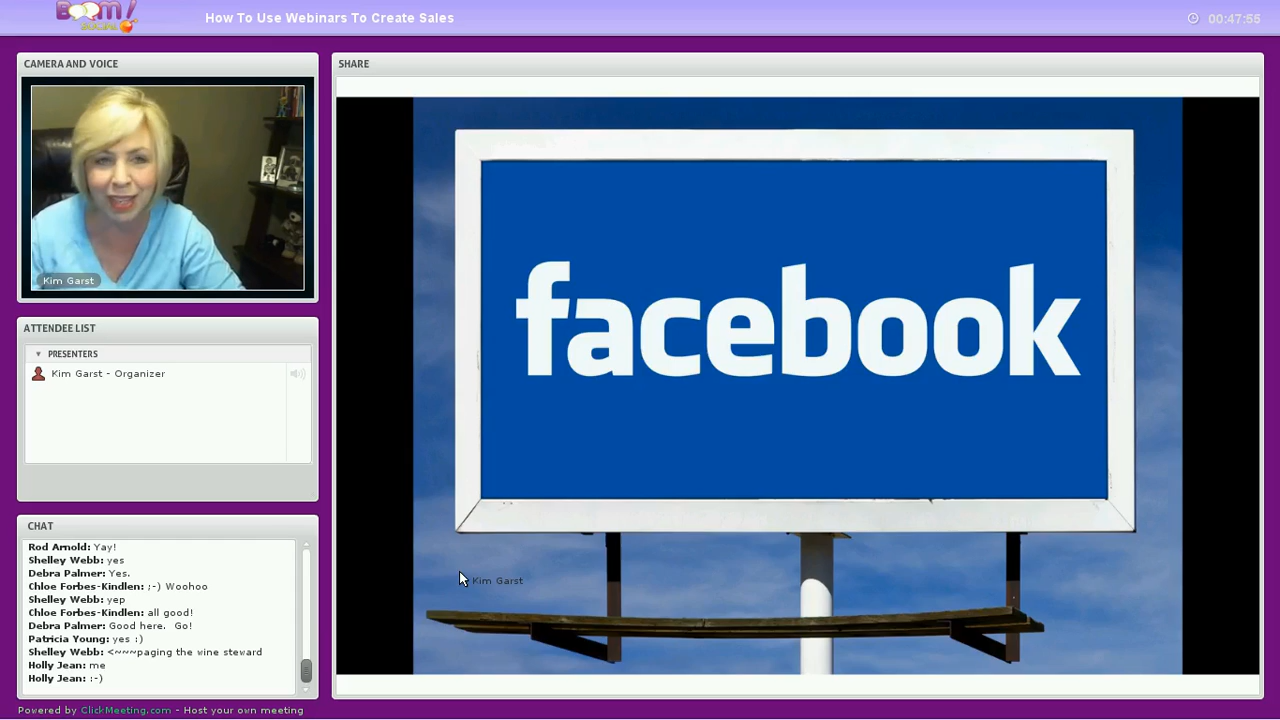 BOOM!
SOCIAL
How To Use Webinars To Create Sales
00:47:55
CAMERA AND VOICE
Kim Garst
ATTENDEE LIST
PRESENTERS
Kim Garst - Organizer
CHAT
Rod Arnold: Yay!
Shelley Webb: yes
Debra Palmer: Yes.
Chloe Forbes-Kindlen: ;-) Woohoo
Shelley Webb: yep
Chloe Forbes-Kindlen: all good!
Debra Palmer: Good here.  Go!
Patricia Young: yes :)
Shelley Webb: <~~~paging the wine steward
Holly Jean: me
Holly Jean: :-)
Powered by ClickMeeting.com - Host your own meeting
SHARE
facebook
Kim Garst